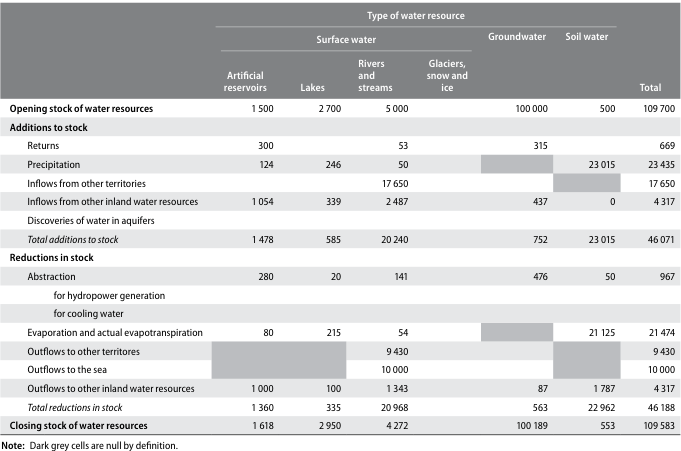 Type of water resource
Surface water Groundwater Soil water
Artificial reservoirs Lakes Rivers and streams Glaciers, snow and ice Total
Opening stock of water resources 1 500 2 700 5 000 100 000 500 109 700
Additions to stock
Returns 300 53 315 669
Precipitation 124 246 50 23 015 23 435
Inflows from other territories 17 650 17 650
Inflows from other inland water resources 1 054 339 2 487 437 0 4 317
Discoveries of water in aquifers
Total additions to stock 1 478 585 20 240 752 23 015 46 071
Reductions in stock
Abstraction 280 20 141 476 50 967
for hydropower generation
for cooling water
Evaporation and actual evapotranspiration 80 215 54 21 125 21 474
Outflows to other territores 9 430 9 430
Outflows to the sea 10 000 10 000
Outflows to other inland water resources 1 000 100 1 343 87 1 787 4 317
Total reductions in stock 1 360 335 20 968 563 22 962 46 188
Closing stock of water resources 1 618 2 950 4 272 100 189 553 109 583
Note: Dark grey cells are null by definition.